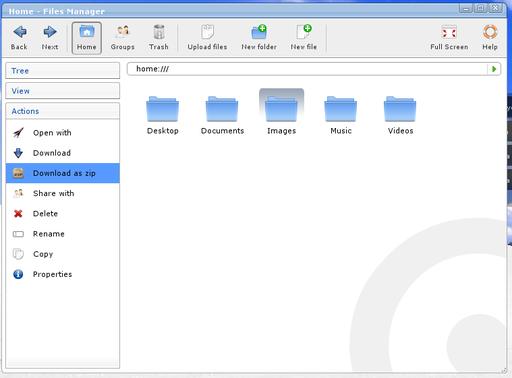 Home - Files Manager
Back Next Home Groups Trash Upload files New folder New file Full Screen Help
Tree
home:///
View
Actions
Open with
Download
Download as zip
Share with
Delete
Rename
Copy
Properties
Desktop Documents Images Music Videos